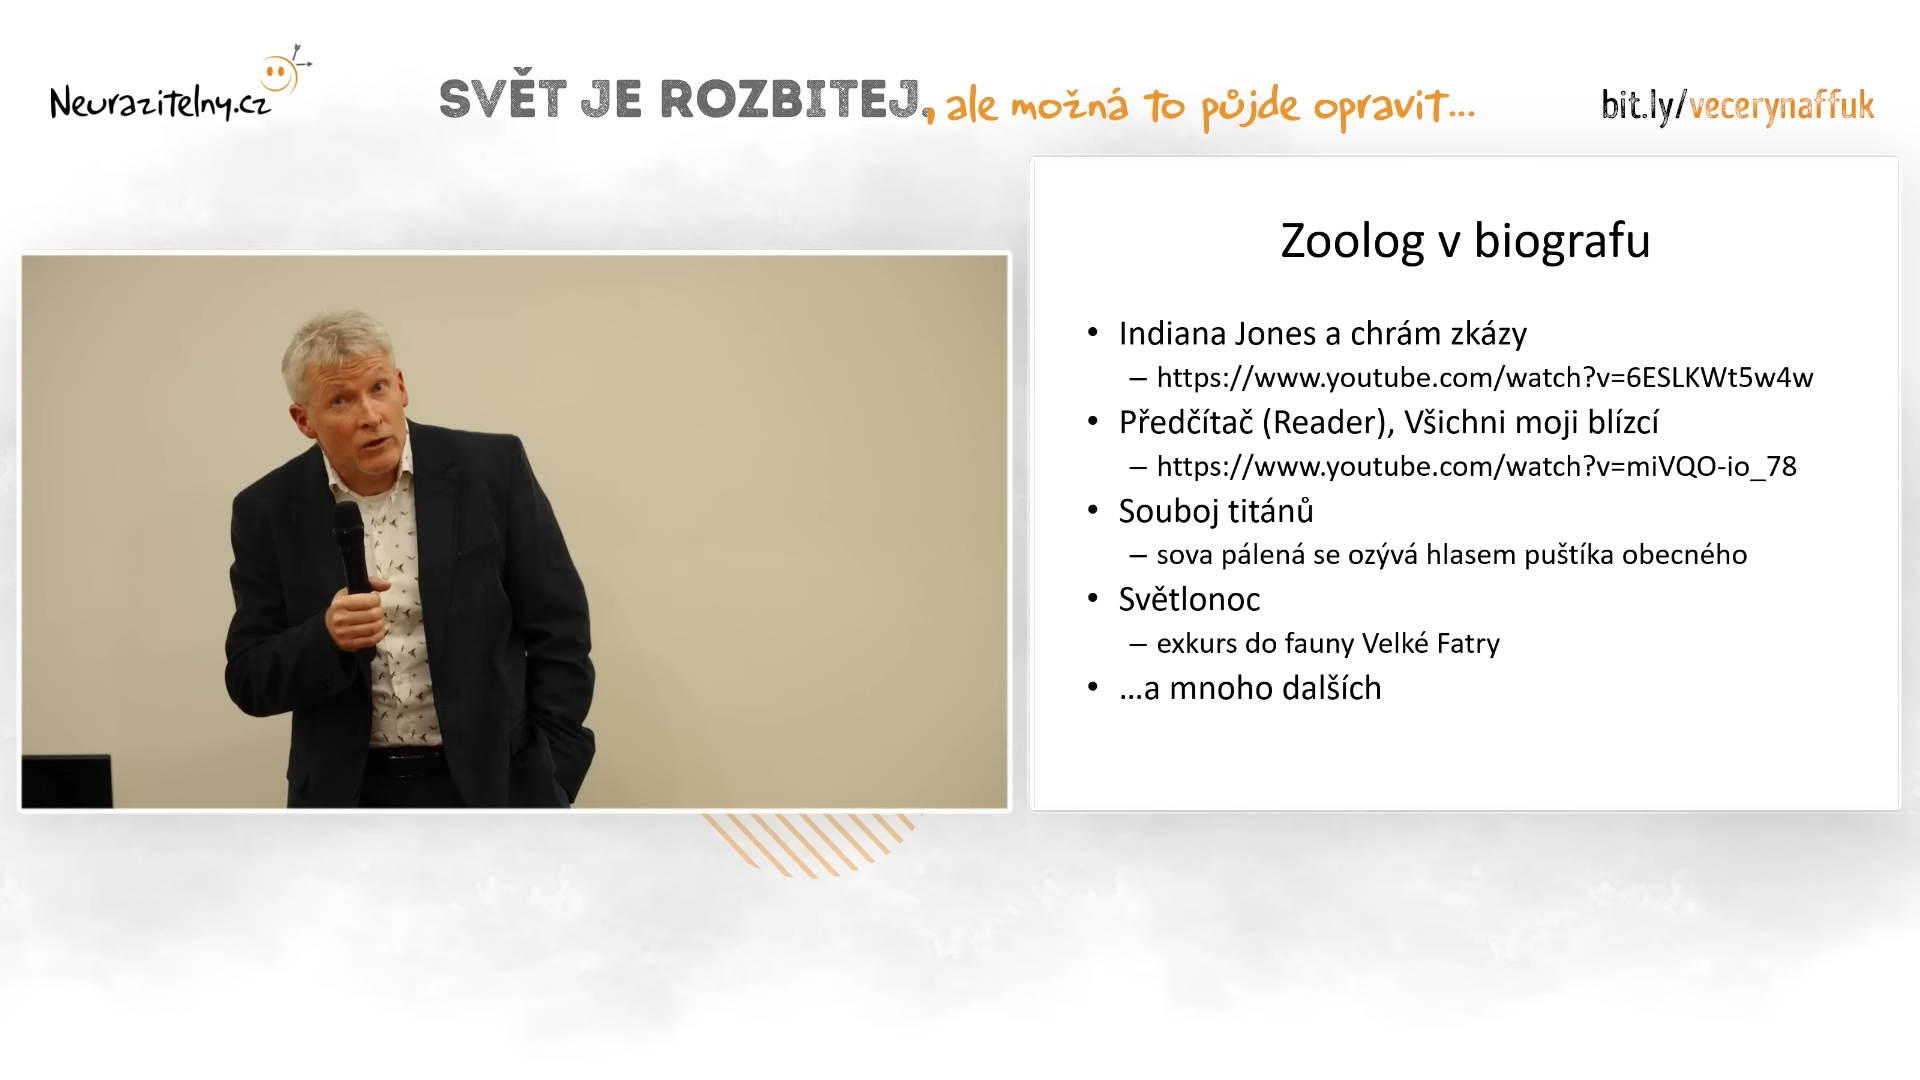 Neurazitelny.cz
SVĚT JE ROZBITEJ, ale možná to půjde opravit...
bit.ly/vecerynaffuk
Zoolog v biografu
• Indiana Jones a chrám zkázy
– https://www.youtube.com/watch?v=6ESLKWt5w4w
• Předčítač (Reader), Všichni moji blízcí
– https://www.youtube.com/watch?v=miVQO-io_78
• Souboj titánů
– sova pálená se ozývá hlasem puštíka obecného
• Světlonoc
– exkurs do fauny Velké Fatry
• ...a mnoho dalších